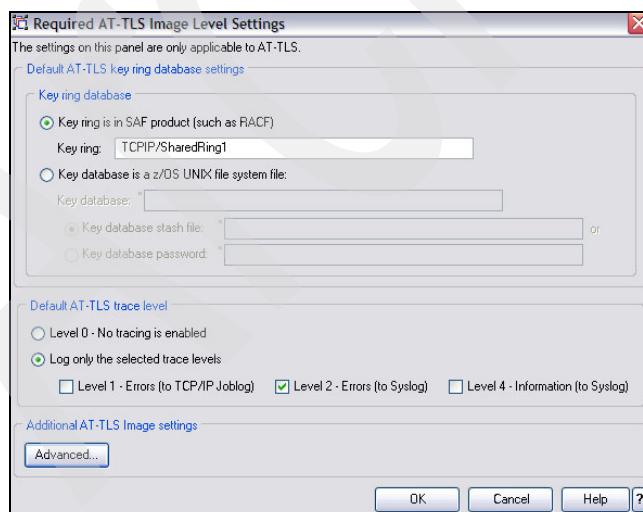 Required AT-TLS Image Level Settings
The settings on this panel are only applicable to AT-TLS.
Default AT-TLS key ring database settings
Key ring database
Key ring is in SAF product (such as RACF)
Key ring: TCPIP/SharedRing1
Key database is a z/OS UNIX file system file:
Key database: *
Key database stash file: * or
Key database password: *
Default AT-TLS trace level
Level 0 - No tracing is enabled
Log only the selected trace levels
Level 1 - Errors (to TCP/IP Joblog) Level 2 - Errors (to Syslog) Level 4 - Information (to Syslog)
Additional AT-TLS Image settings
Advanced...
OK Cancel Help ?